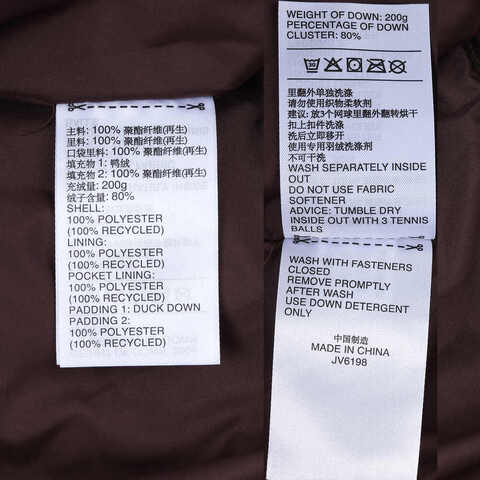 主料: 100% 聚酯纤维(再生)
里料: 100% 聚酯纤维(再生)
口袋里料: 100% 聚酯纤维(再生)
填充物 1: 鸭绒
填充物 2: 100% 聚酯纤维(再生)
充绒量: 200g
绒子含量: 80%
SHELL:
100% POLYESTER
(100% RECYCLED)
LINING:
100% POLYESTER
(100% RECYCLED)
POCKET LINING:
100% POLYESTER
(100% RECYCLED)
PADDING 1: DUCK DOWN
PADDING 2:
100% POLYESTER
(100% RECYCLED)
WEIGHT OF DOWN: 200g
PERCENTAGE OF DOWN
CLUSTER: 80%
里翻外单独洗涤
请勿使用织物柔软剂
建议: 放3个网球里翻外翻转烘干
扣上扣件洗涤
洗后立即移开
使用专用羽绒洗涤剂
不可干洗
WASH SEPARATELY INSIDE
OUT
DO NOT USE FABRIC
SOFTENER
ADVICE: TUMBLE DRY
INSIDE OUT WITH 3 TENNIS
BALLS
WASH WITH FASTENERS
CLOSED
REMOVE PROMPTLY
AFTER WASH
USE DOWN DETERGENT
ONLY
中国制造
MADE IN CHINA
JV6198